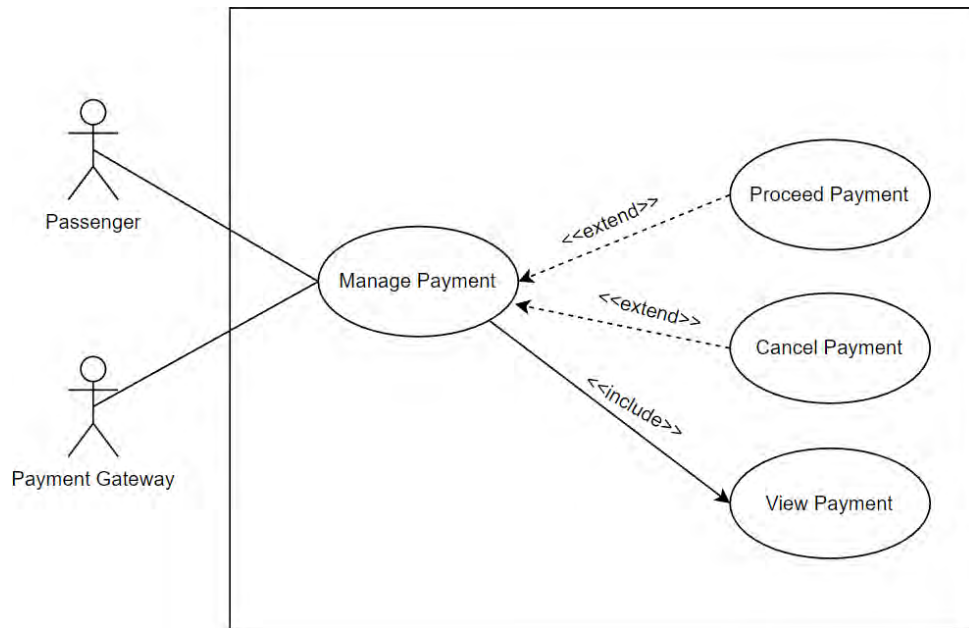 Passenger
Payment Gateway
Manage Payment
<<extend>>
<<extend>>
<<include>>
Proceed Payment
Cancel Payment
View Payment